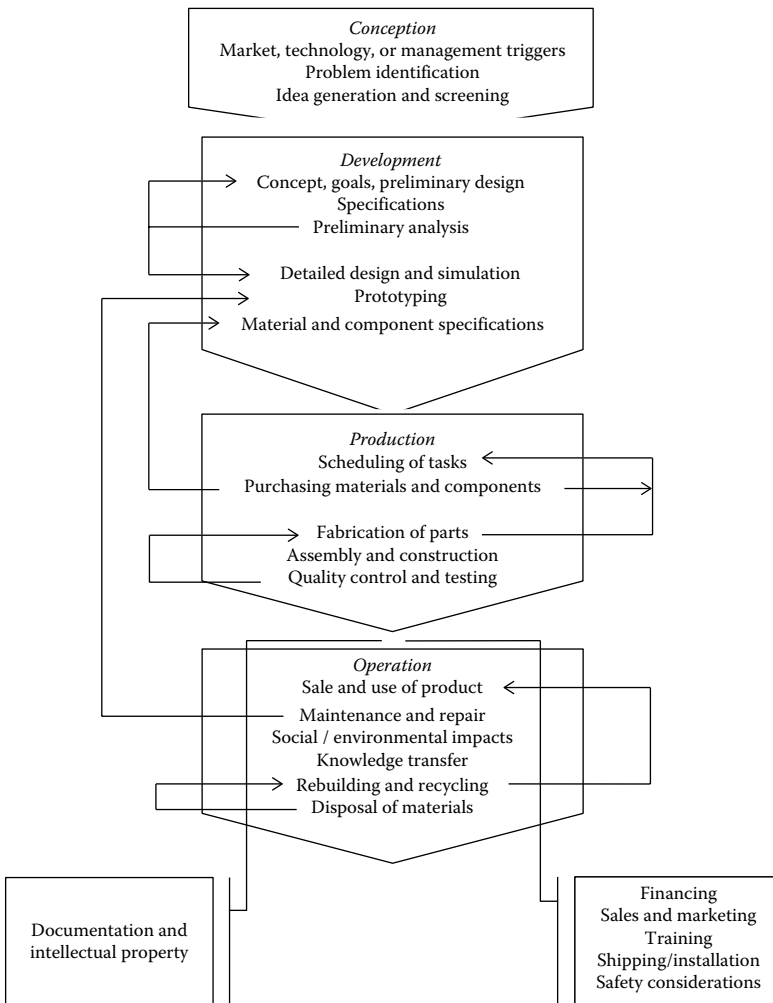 Conception
Market, technology, or management triggers
Problem identification
Idea generation and screening
Development
Concept, goals, preliminary design
Specifications
Preliminary analysis
Detailed design and simulation
Prototyping
Material and component specifications
Production
Scheduling of tasks
Purchasing materials and components
Fabrication of parts
Assembly and construction
Quality control and testing
Operation
Sale and use of product
Maintenance and repair
Social / environmental impacts
Knowledge transfer
Rebuilding and recycling
Disposal of materials
Documentation and
intellectual property
Financing
Sales and marketing
Training
Shipping/installation
Safety considerations